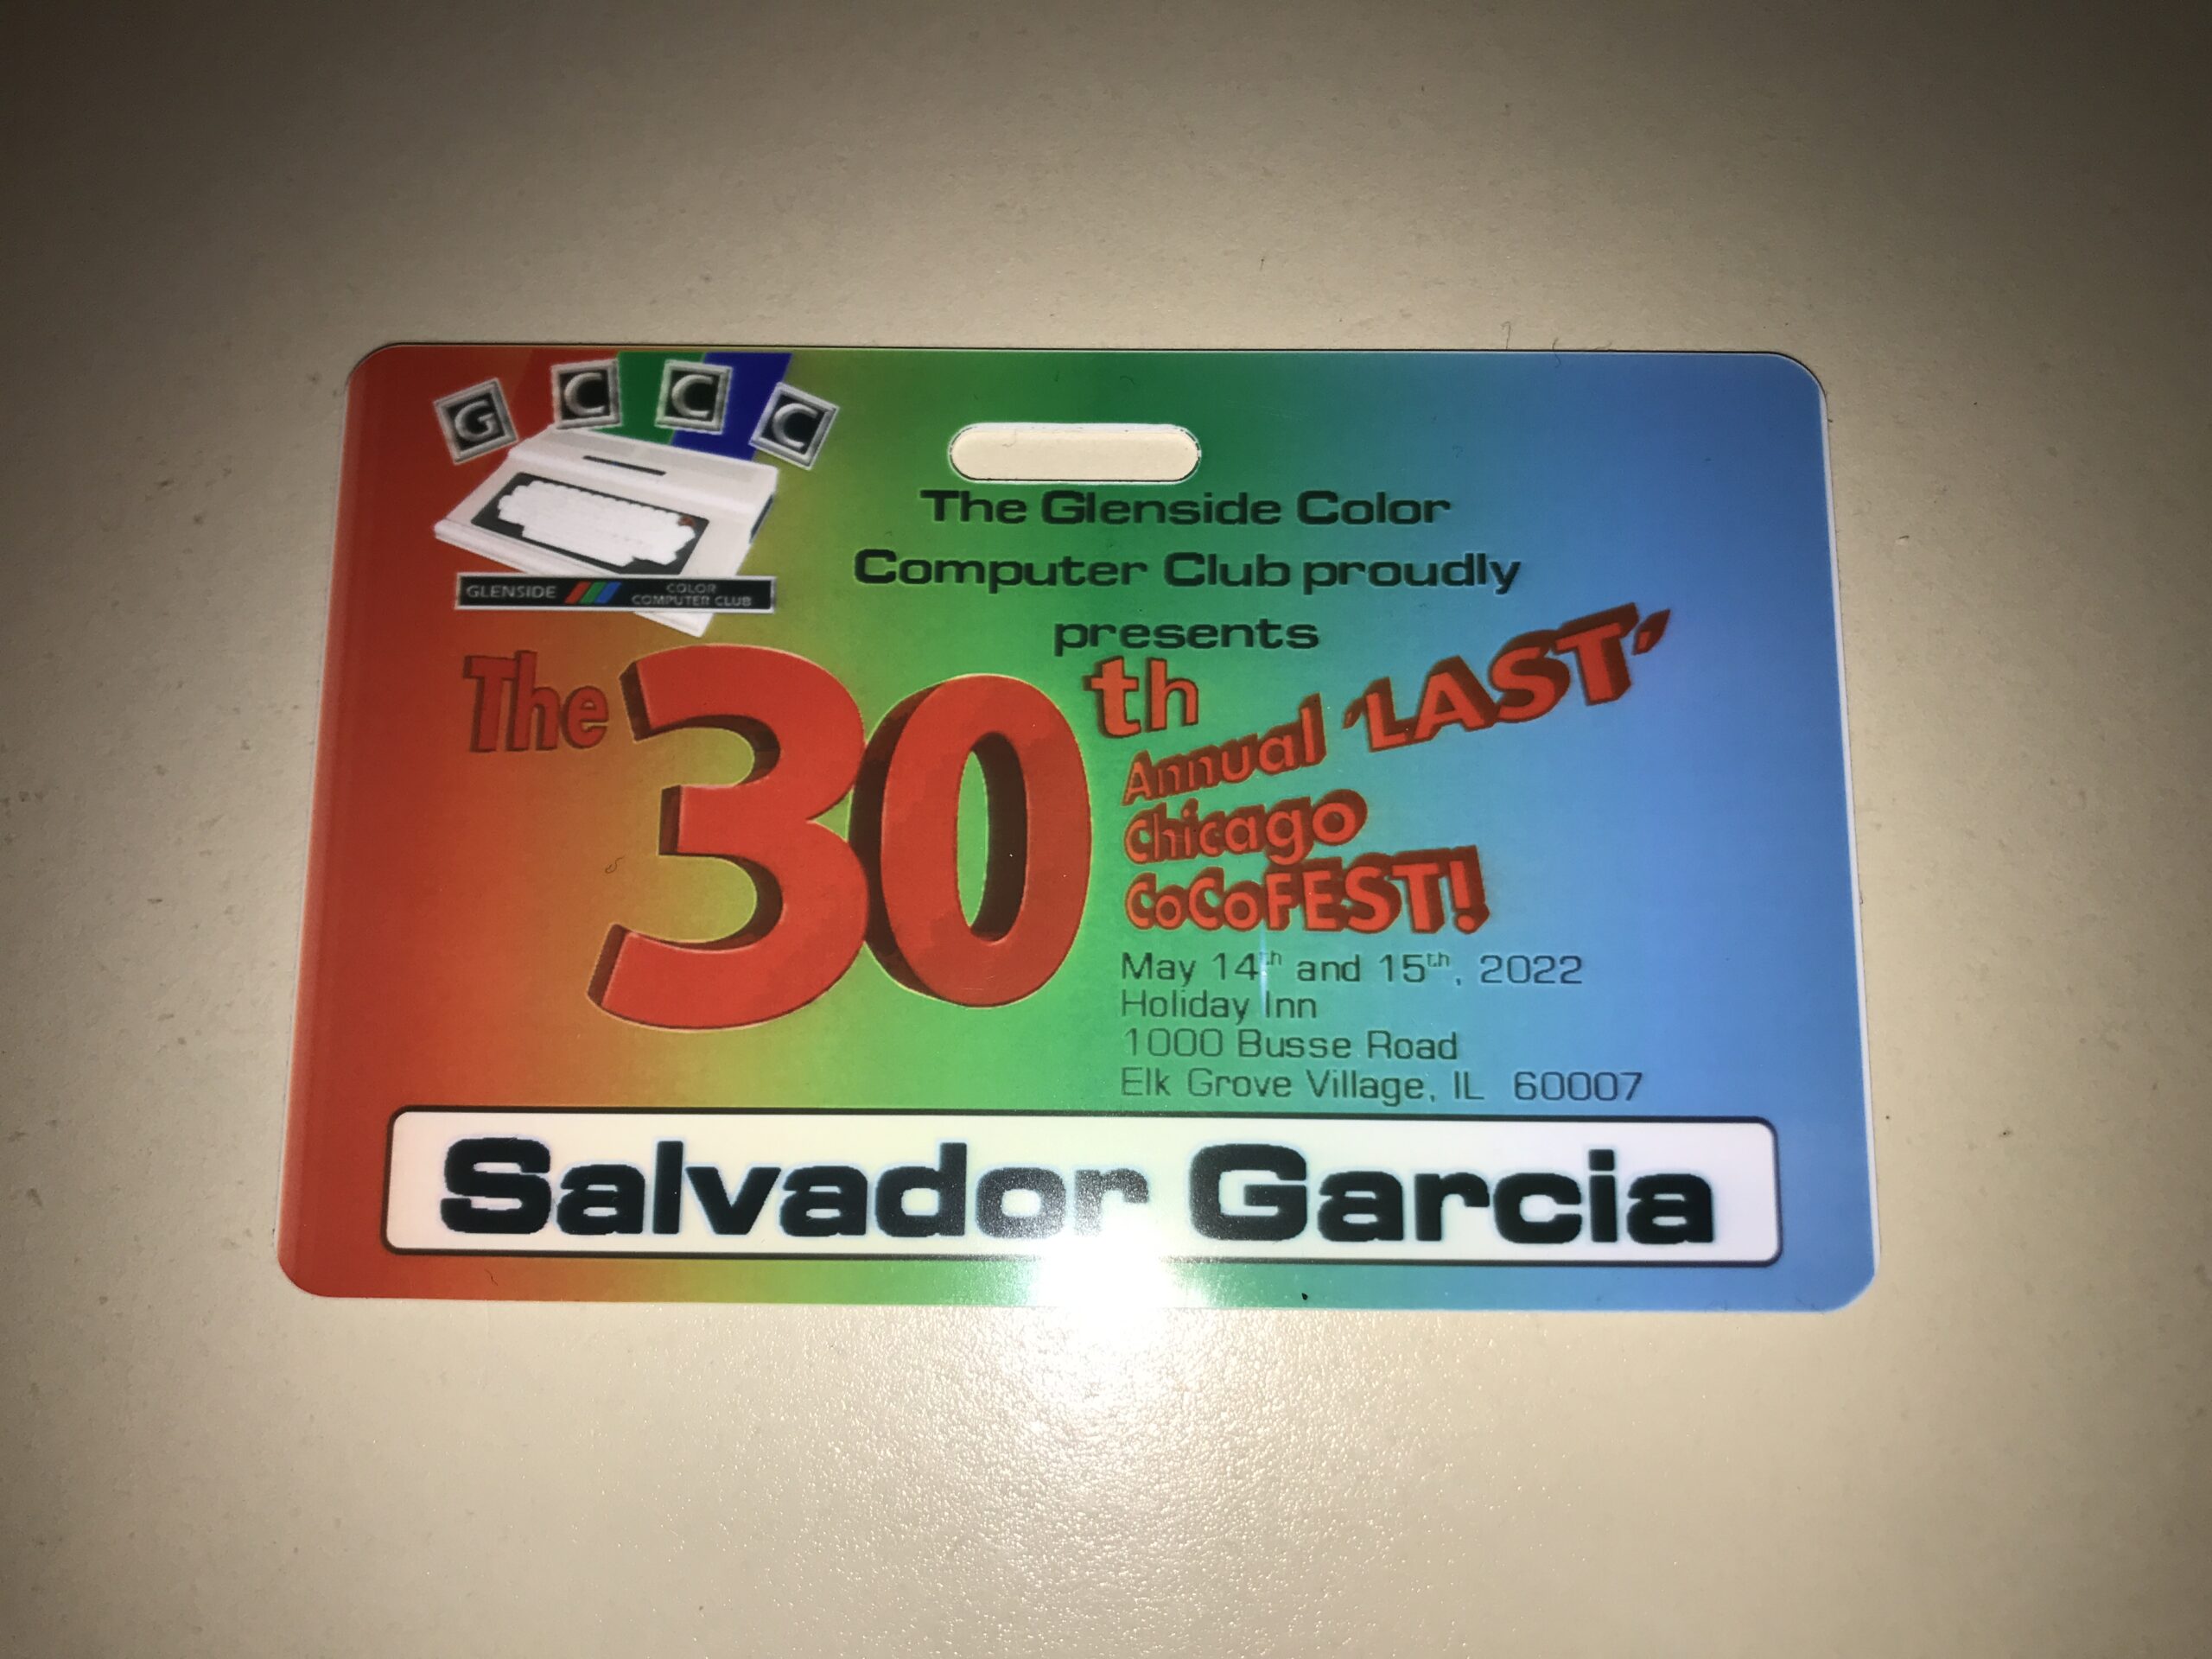 G C C C
GLENSIDE COLOR
COMPUTER CLUB
The Glenside Color
Computer Club proudly
presents
The 30th
Annual 'LAST'
Chicago
CoCoFEST!
May 14th and 15th, 2022
Holiday Inn
1000 Busse Road
Elk Grove Village, IL 60007
Salvador Garcia